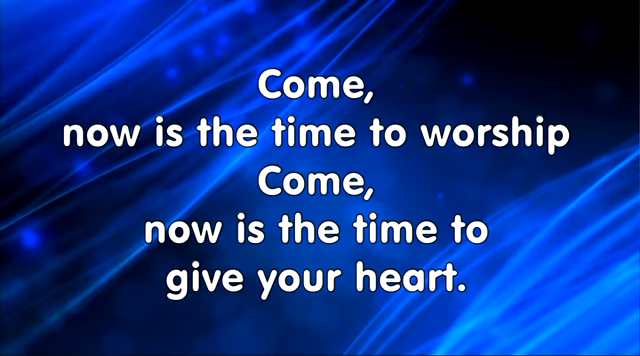 Come,
now is the time to worship
Come,
now is the time to
give your heart.